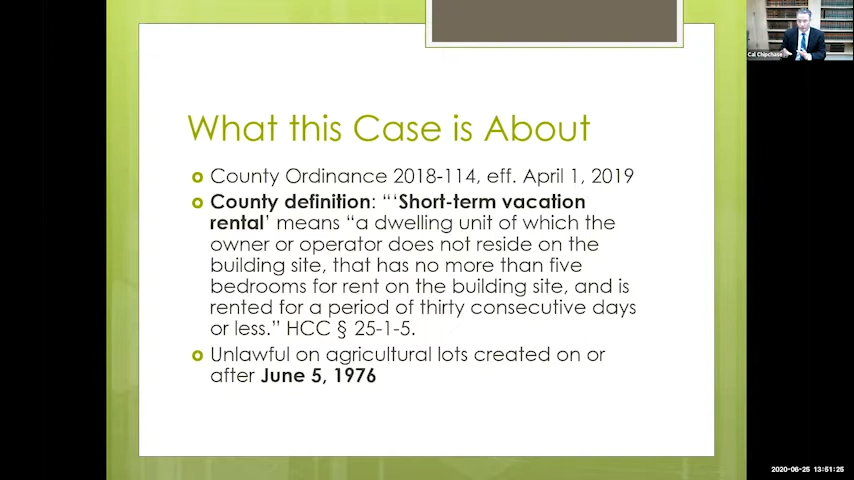 Cal Chipchase
What this Case is About
County Ordinance 2018-114, eff. April 1, 2019
County definition: “‘Short-term vacation
rental’ means “a dwelling unit of which the
owner or operator does not reside on the
building site, that has no more than five
bedrooms for rent on the building site, and is
rented for a period of thirty consecutive days
or less.” HCC § 25-1-5.
Unlawful on agricultural lots created on or
after June 5, 1976
2020-06-25 13:51:25